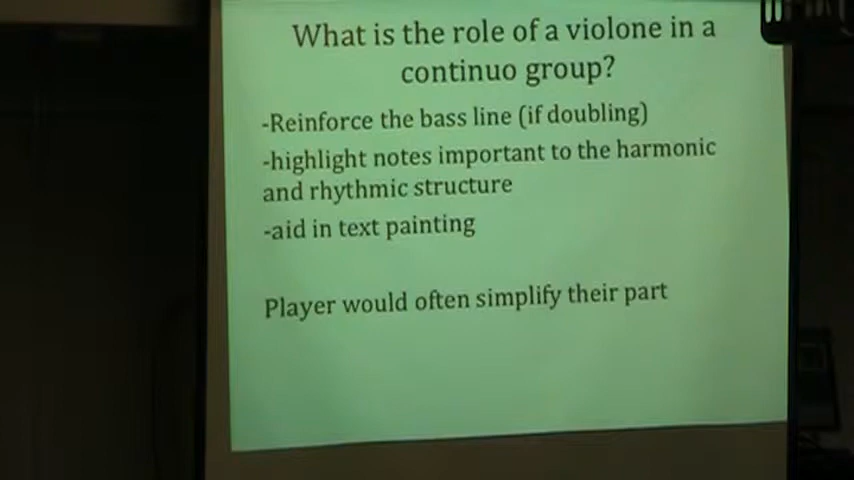 What is the role of a violone in a
continuo group?
-Reinforce the bass line (if doubling)
-highlight notes important to the harmonic
and rhythmic structure
-aid in text painting
Player would often simplify their part